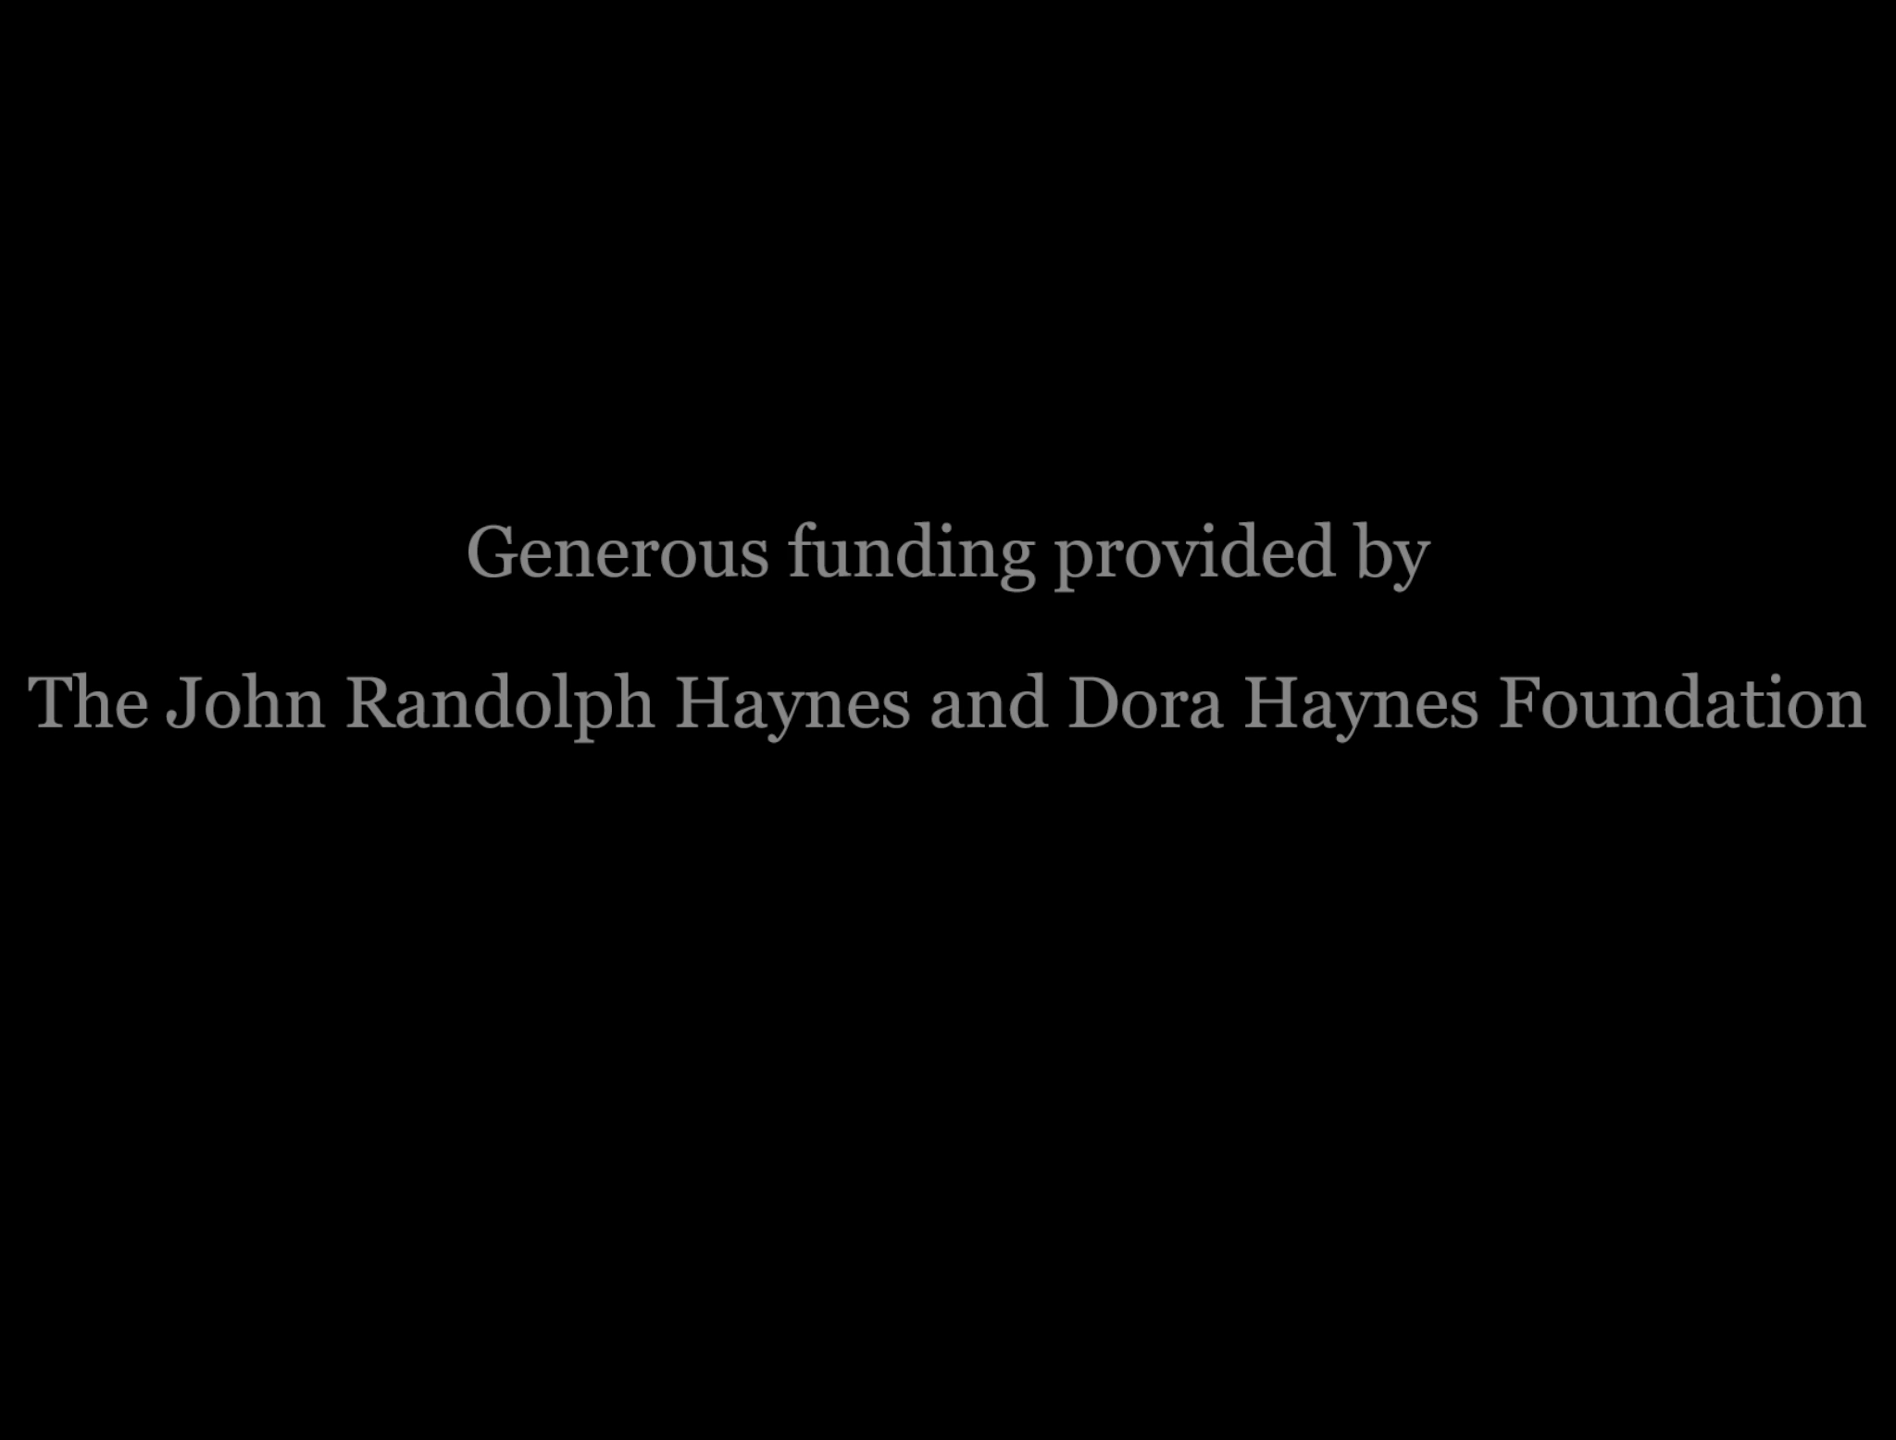 Generous funding provided by
The John Randolph Haynes and Dora Haynes Foundation